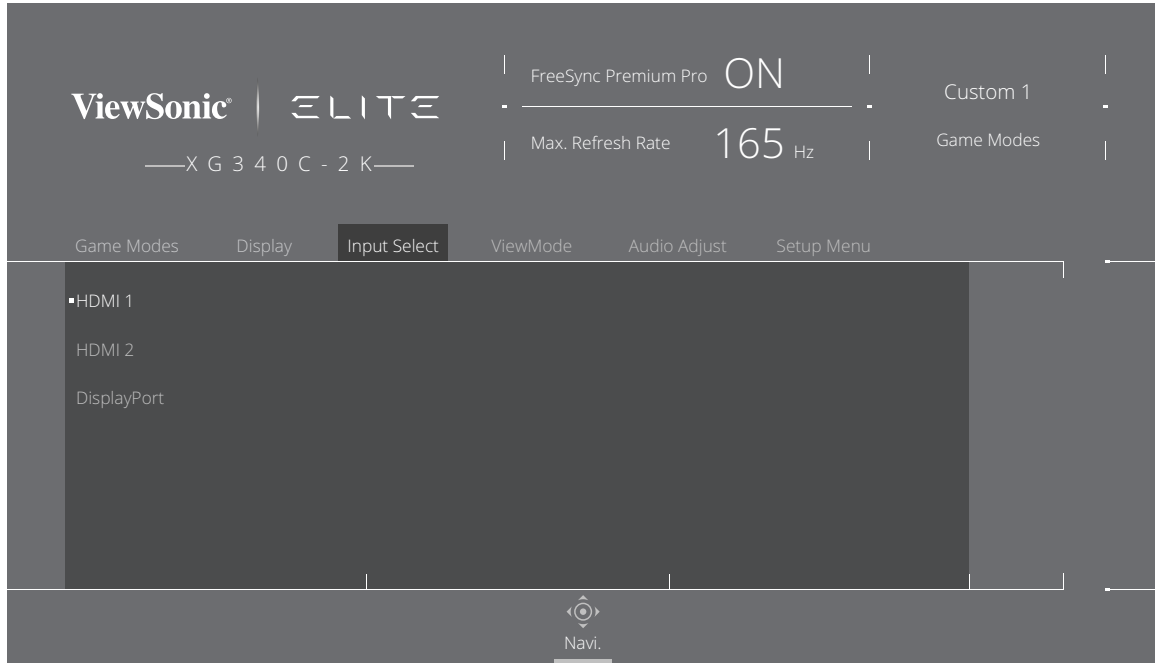 ViewSonic® ELITE
XG340C-2K
FreeSync Premium Pro ON
Max. Refresh Rate 165 Hz
Custom 1
Game Modes
Game Modes Display Input Select ViewMode Audio Adjust Setup Menu
HDMI 1
HDMI 2
DisplayPort
Navi.